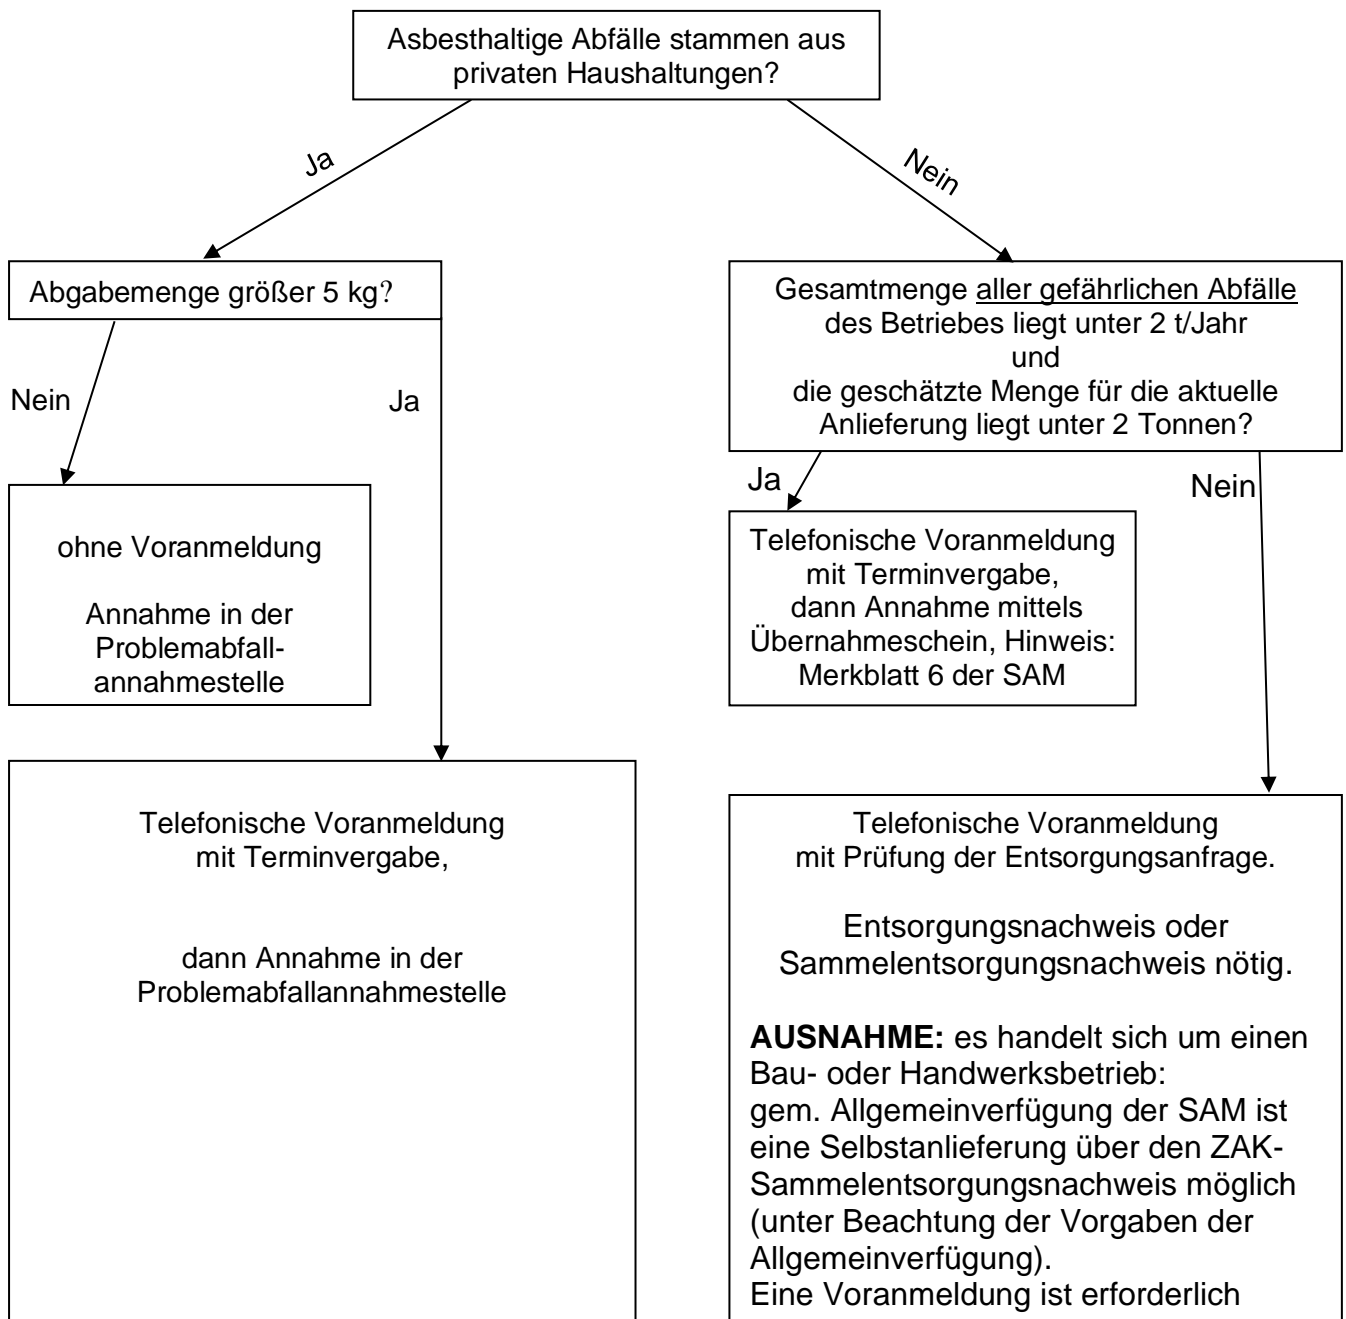 Asbesthaltige Abfälle stammen aus
privaten Haushaltungen?
Ja
Nein
Abgabemenge größer 5 kg?
Nein
Ja
ohne Voranmeldung
Annahme in der
Problemabfall-
annahmestelle
Telefonische Voranmeldung
mit Terminvergabe,
dann Annahme in der
Problemabfallannahmestelle
Gesamtmenge aller gefährlichen Abfälle
des Betriebes liegt unter 2 t/Jahr
und
die geschätzte Menge für die aktuelle
Anlieferung liegt unter 2 Tonnen?
Ja
Nein
Telefonische Voranmeldung
mit Terminvergabe,
dann Annahme mittels
Übernahmeschein, Hinweis:
Merkblatt 6 der SAM
Telefonische Voranmeldung
mit Prüfung der Entsorgungsanfrage.
Entsorgungsnachweis oder
Sammelentsorgungsnachweis nötig.
AUSNAHME: es handelt sich um einen
Bau- oder Handwerksbetrieb:
gem. Allgemeinverfügung der SAM ist
eine Selbstanlieferung über den ZAK-
Sammelentsorgungsnachweis möglich
(unter Beachtung der Vorgaben der
Allgemeinverfügung).
Eine Voranmeldung ist erforderlich